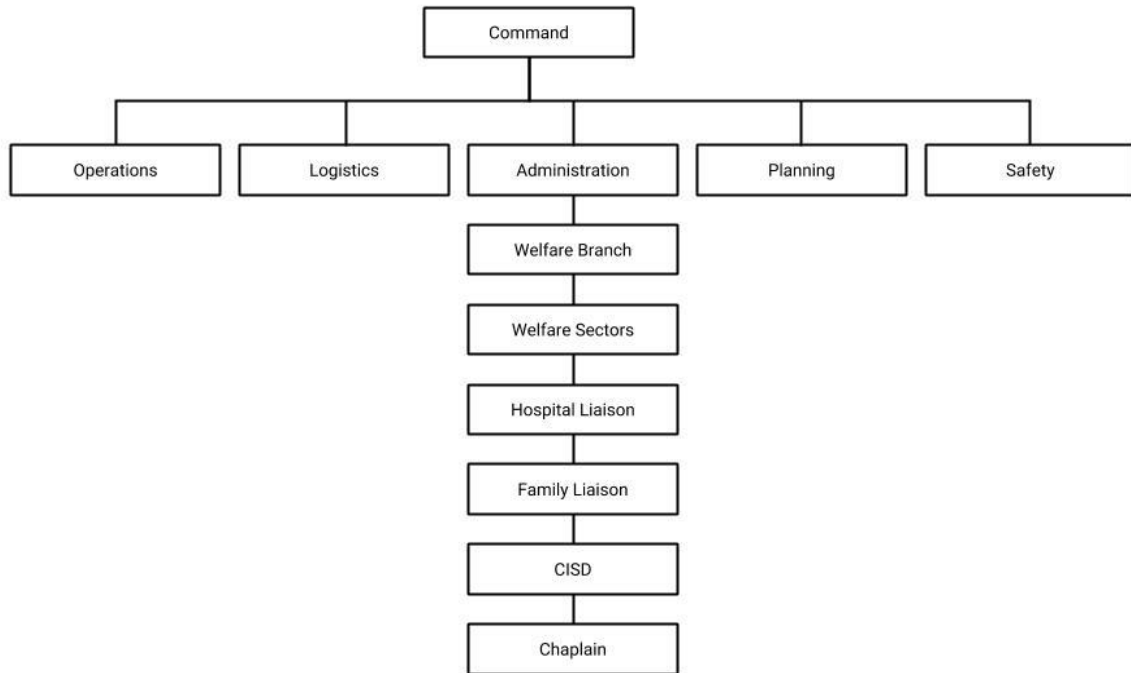 Command
Operations
Logistics
Administration
Planning
Safety
Welfare Branch
Welfare Sectors
Hospital Liaison
Family Liaison
CISD
Chaplain